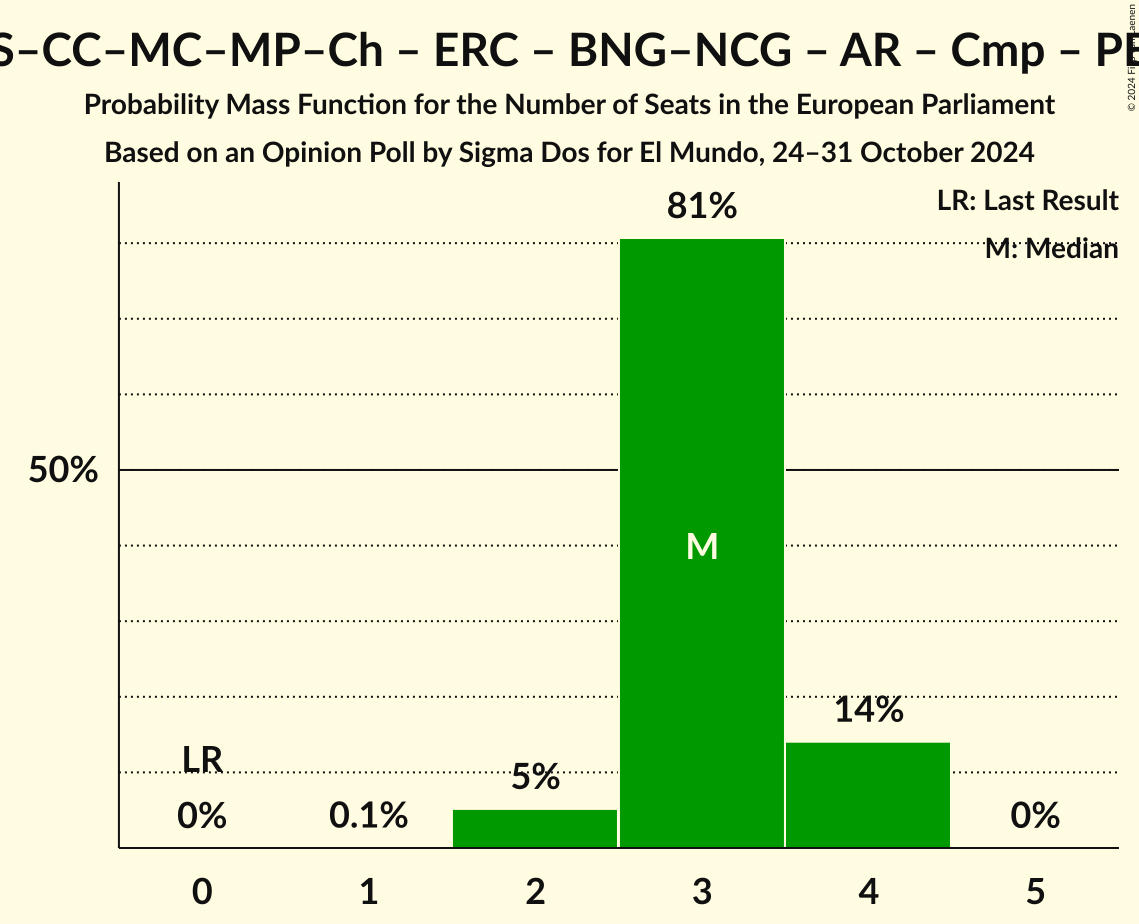 S–CC–MC–MP–Ch – ERC – BNG–NCG – AR – Cmp –
Probability Mass Function for the Number of Seats in the European Parliament
Based on an Opinion Poll by Sigma Dos for El Mundo, 24–31 October 2024
LR: Last Result
M: Median
81%
50%
M
14%
LR
5%
0%
0.1%
0%
0 1 2 3 4 5
© 2024